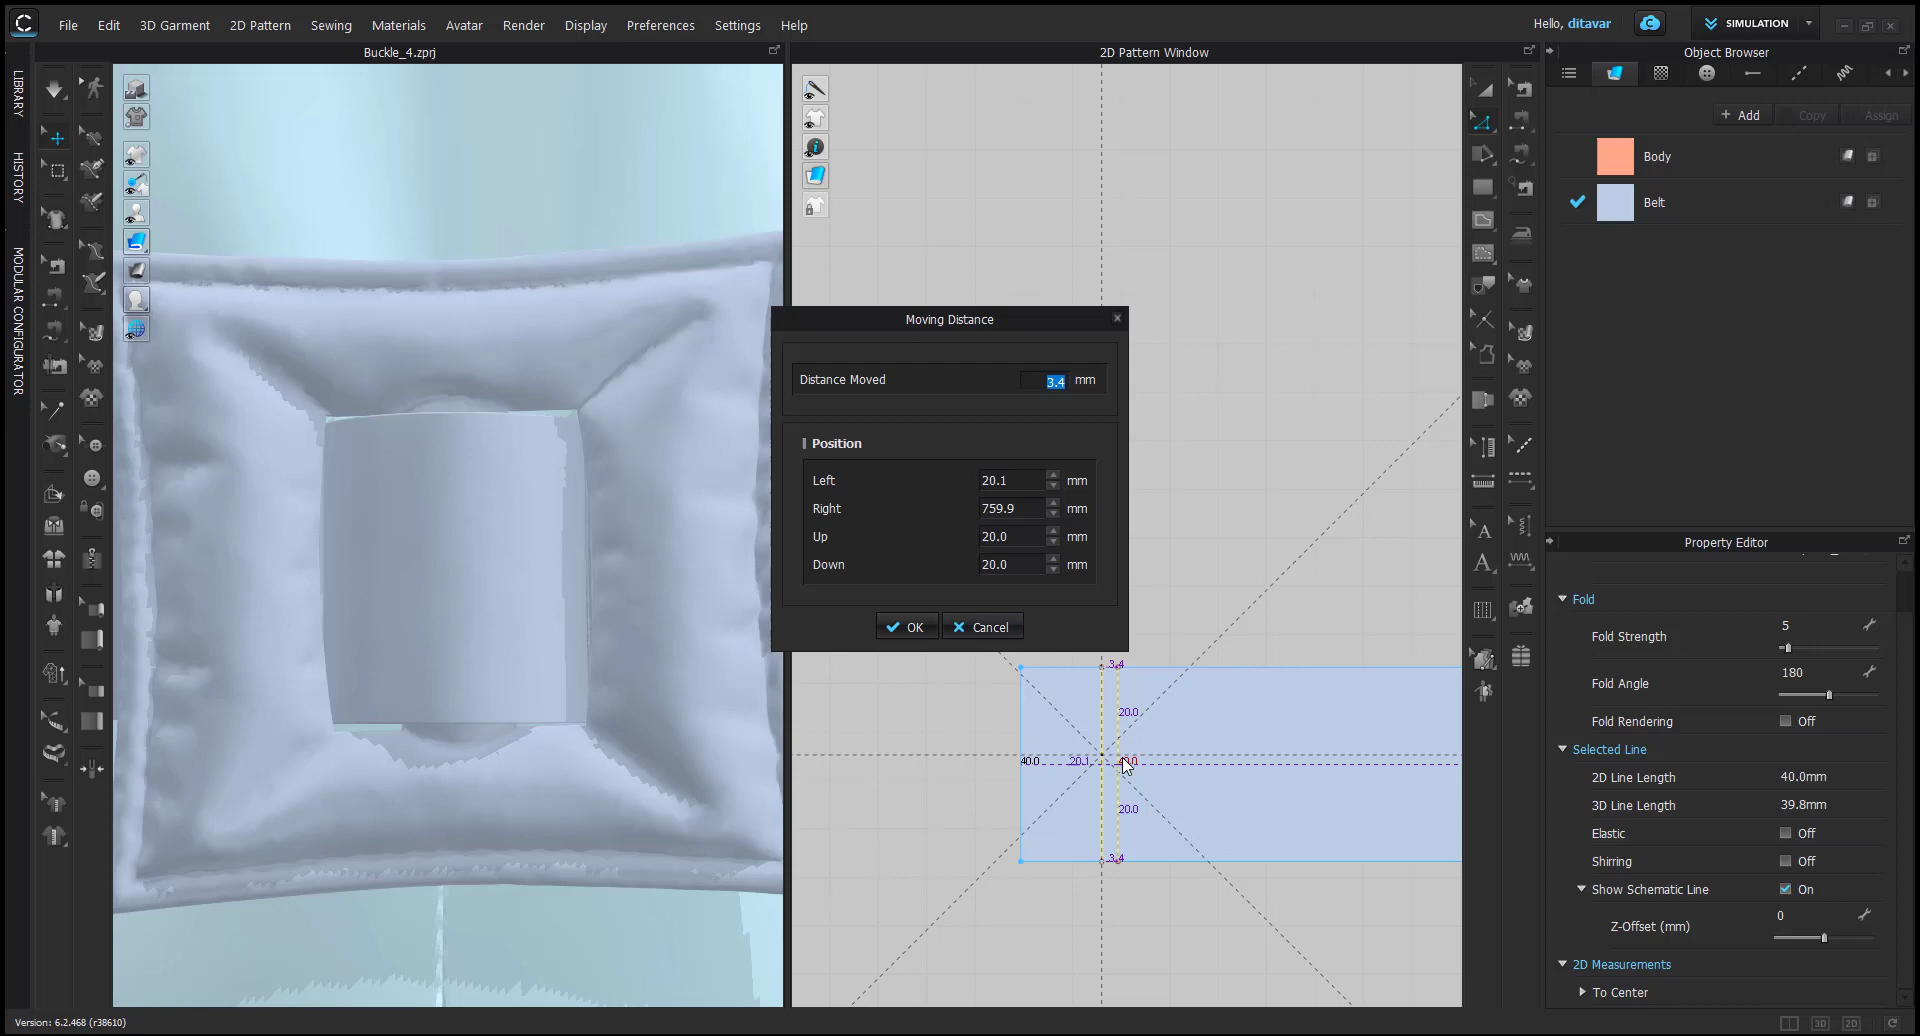 File Edit 3D Garment 2D Pattern Sewing Materials Avatar Render Display Preferences Settings Help
Hello, ditavar
SIMULATION
Buckle_4.zprj
2D Pattern Window
Object Browser
LIBRARY
HISTORY
MODULAR CONFIGURATOR
+ Add Copy Assign
Body
Belt
Moving Distance
Distance Moved 3.4 mm
Position
Left 20.1 mm
Right 759.9 mm
Up 20.0 mm
Down 20.0 mm
OK Cancel
3.4
20.0
40.0 20.1
20.0
3.4
A
A
Property Editor
Fold
Fold Strength 5
Fold Angle 180
Fold Rendering Off
Selected Line
2D Line Length 40.0mm
3D Line Length 39.8mm
Elastic Off
Shirring Off
Show Schematic Line On
Z-Offset (mm) 0
2D Measurements
To Center
Version: 6.2.468 (r38610)
3D 2D